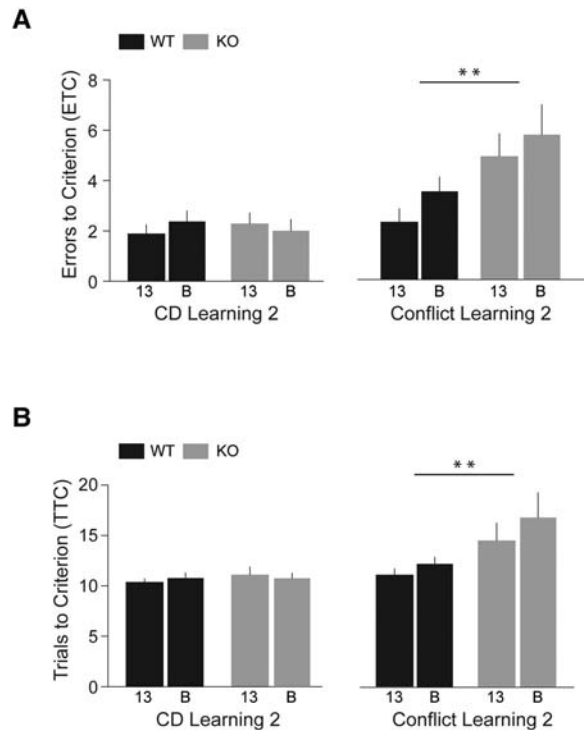 A
WT KO
* *
8
6
4
2
0
Errors to Criterion (ETC)
13 B 13 B 13 B 13 B
CD Learning 2 Conflict Learning 2
B
WT KO
* *
20
15
10
5
0
Trials to Criterion (TTC)
13 B 13 B 13 B 13 B
CD Learning 2 Conflict Learning 2